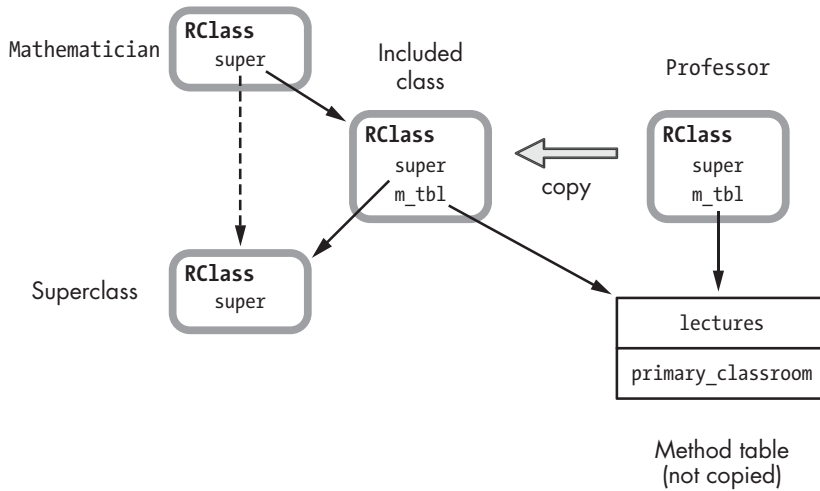 Mathematician
RClass
super
Included
class
RClass
super
m_tbl
copy
Professor
RClass
super
m_tbl
Superclass
RClass
super
lectures
primary_classroom
Method table
(not copied)